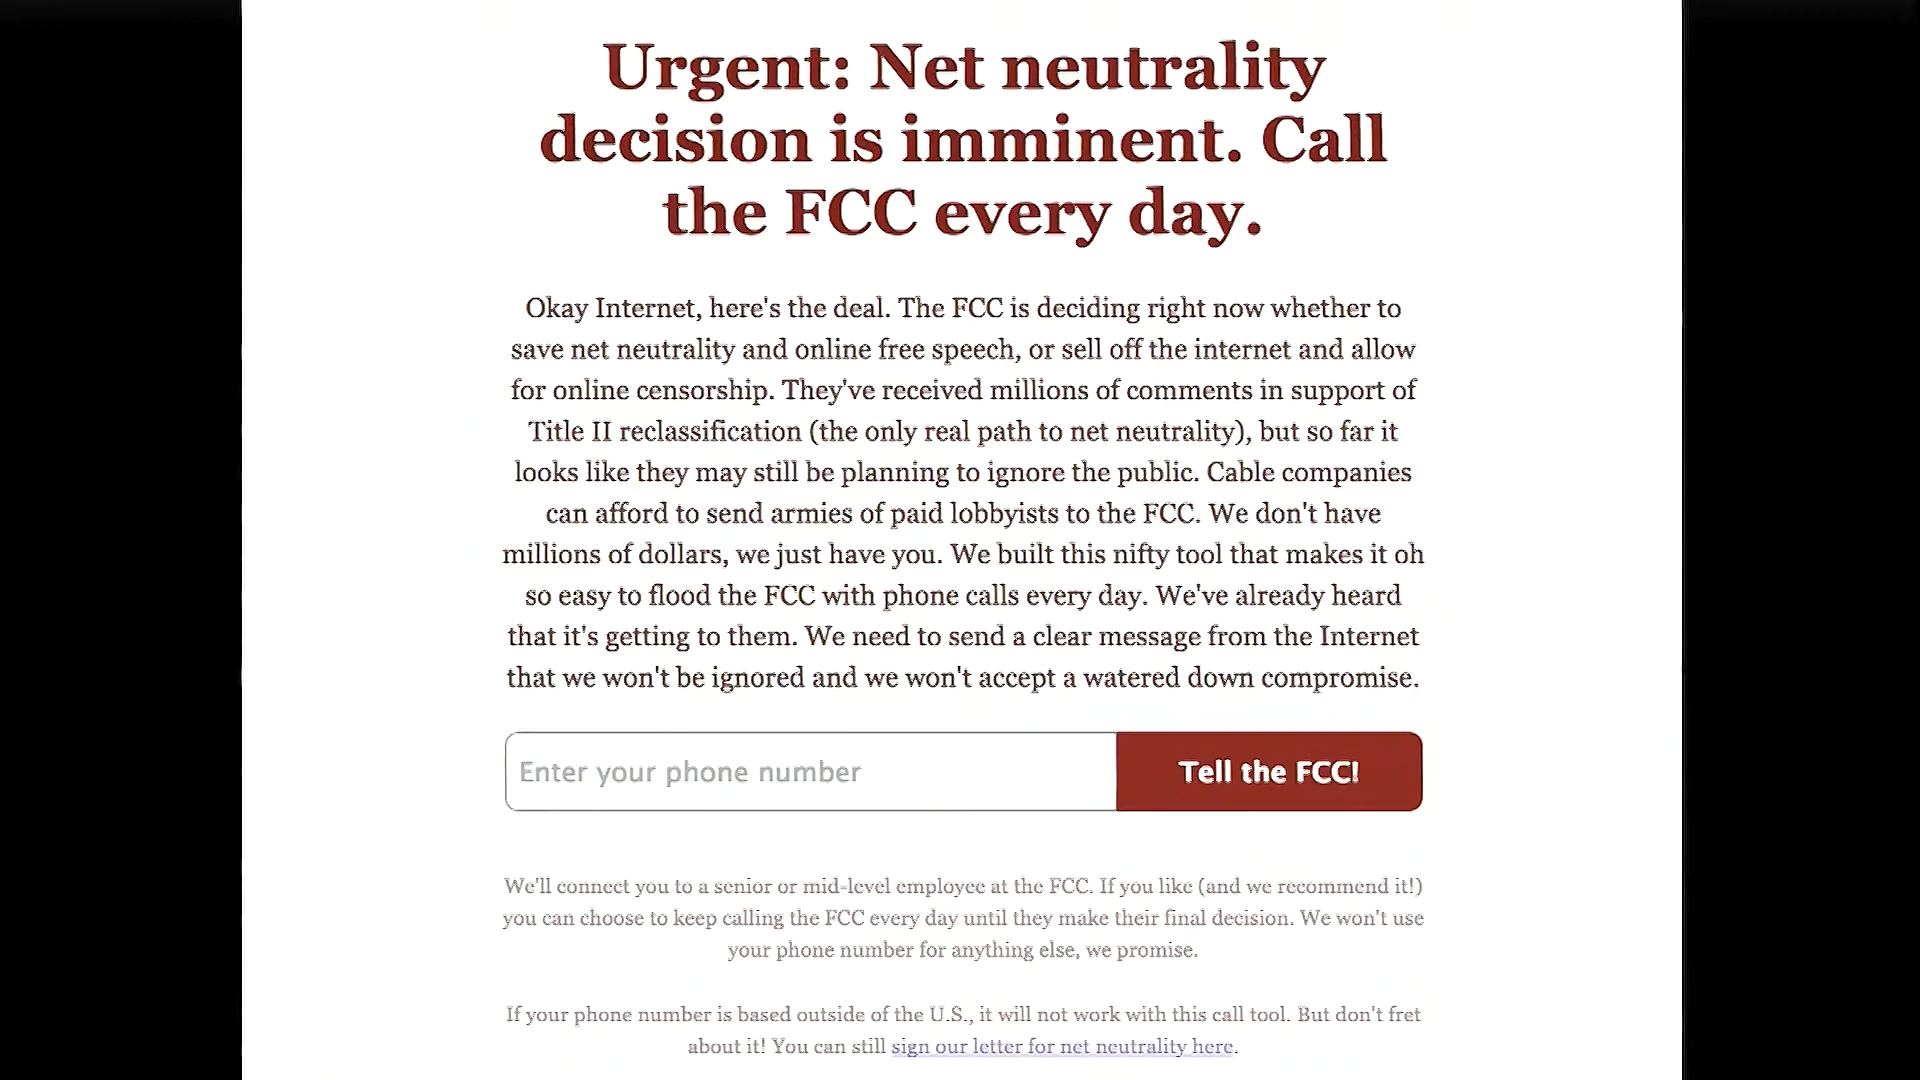 Urgent: Net neutrality
decision is imminent. Call
the FCC every day.
Okay Internet, here's the deal. The FCC is deciding right now whether to
save net neutrality and online free speech, or sell off the internet and allow
for online censorship. They've received millions of comments in support of
Title II reclassification (the only real path to net neutrality), but so far it
looks like they may still be planning to ignore the public. Cable companies
can afford to send armies of paid lobbyists to the FCC. We don't have
millions of dollars, we just have you. We built this nifty tool that makes it oh
so easy to flood the FCC with phone calls every day. We've already heard
that it's getting to them. We need to send a clear message from the Internet
that we won't be ignored and we won't accept a watered down compromise.
Enter your phone number
Tell the FCC!
We'll connect you to a senior or mid-level employee at the FCC. If you like (and we recommend it!)
you can choose to keep calling the FCC every day until they make their final decision. We won't use
your phone number for anything else, we promise.
If your phone number is based outside of the U.S., it will not work with this call tool. But don't fret
about it! You can still sign our letter for net neutrality here.